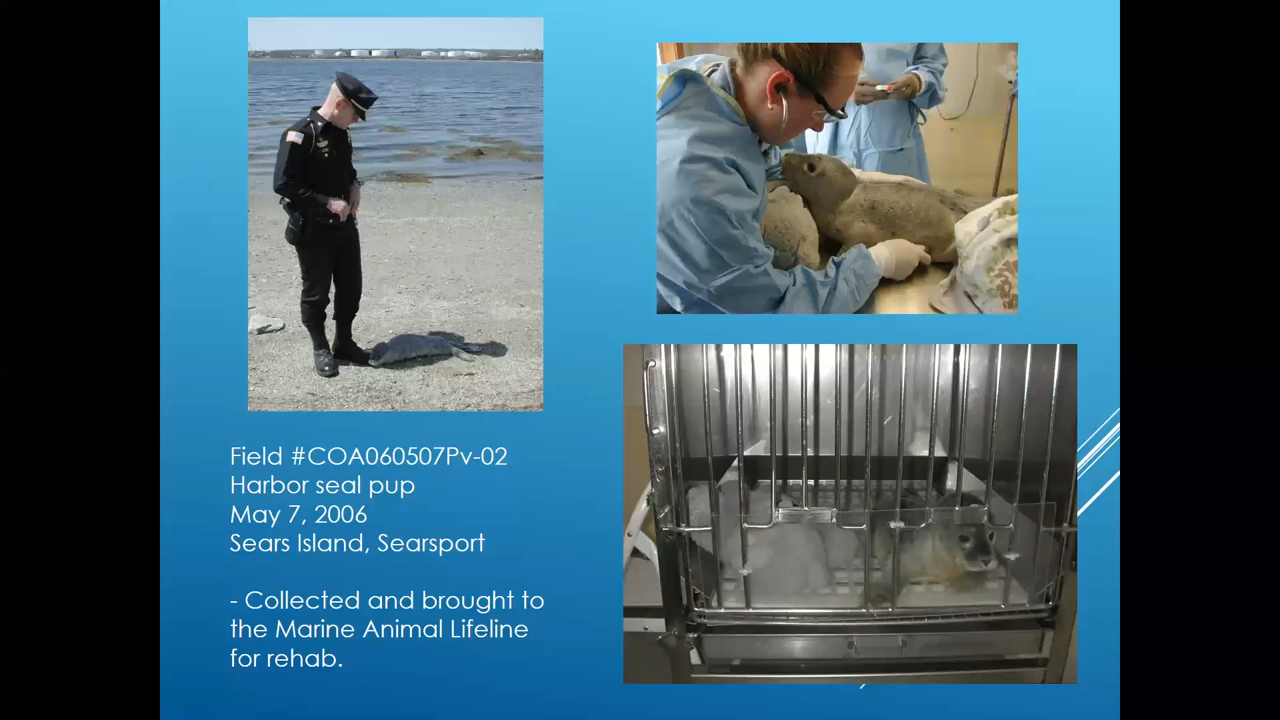 Field #COA060507Pv-02
Harbor seal pup
May 7, 2006
Sears Island, Searsport
- Collected and brought to
the Marine Animal Lifeline
for rehab.